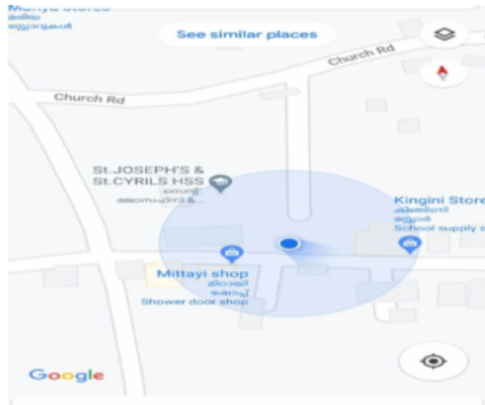 See similar places
Church Rd
Church Rd
St.JOSEPH'S &
St.CYRILS HSS
Kingini Store
കിങ്ങിണി
സ്റ്റോർ
School supply s
Mittayi shop
മിഠായി
ഷോപ്പ്
Shower door shop
Google